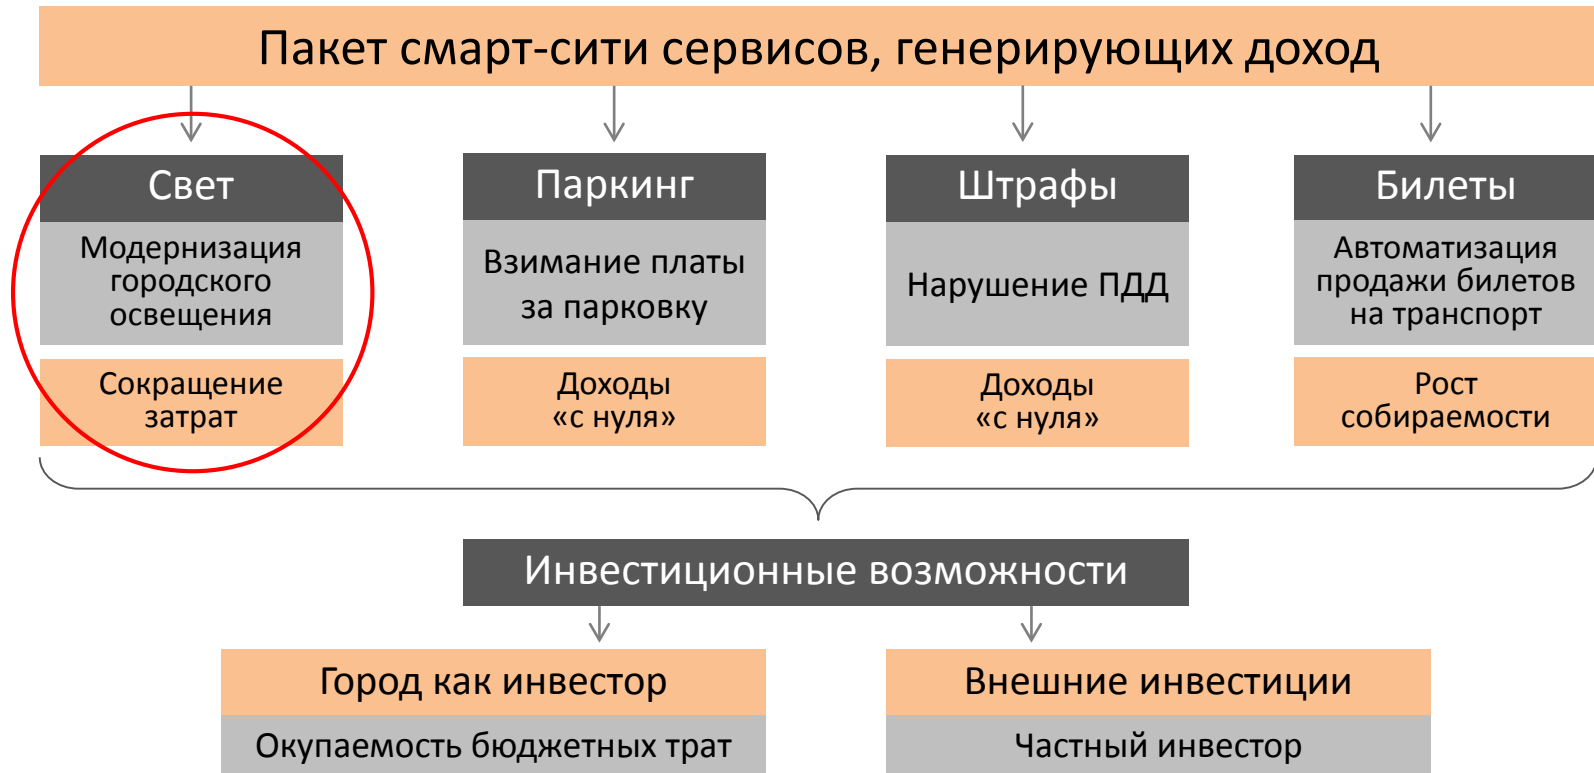 Пакет смарт-сити сервисов, генерирующих доход
Свет
Модернизация
городского
освещения
Сокращение
затрат
Паркинг
Взимание платы
за парковку
Доходы
«с нуля»
Штрафы
Нарушение ПДД
Доходы
«с нуля»
Билеты
Автоматизация
продажи билетов
на транспорт
Рост
собираемости
Инвестиционные возможности
Город как инвестор
Окупаемость бюджетных трат
Внешние инвестиции
Частный инвестор